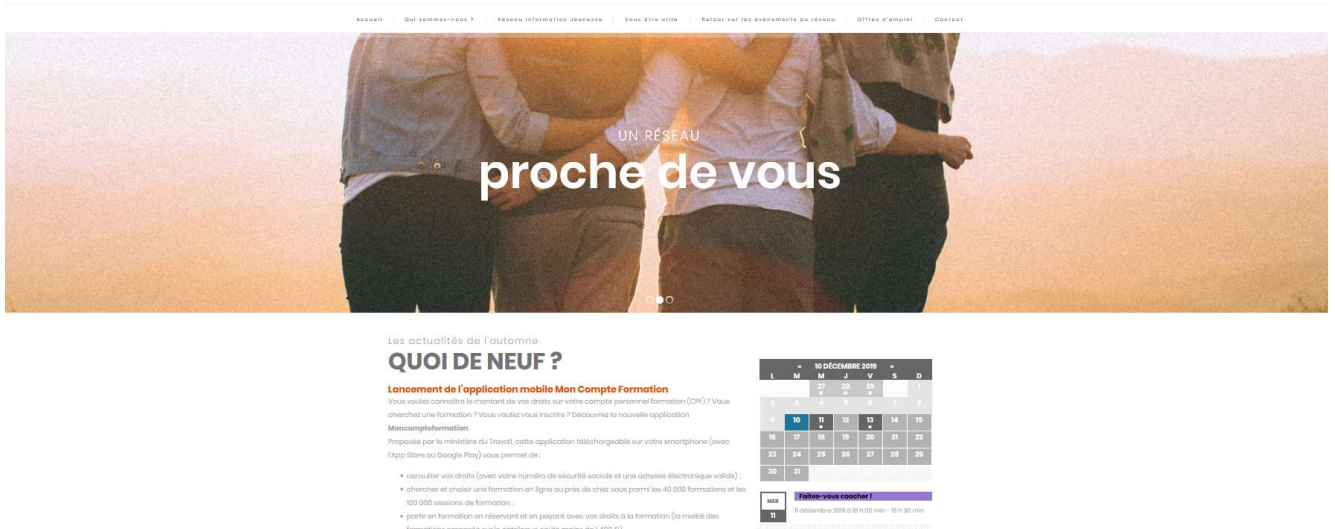 Accueil Qui sommes-nous ? Réseau Information Jeunesse Vous être utile Retour sur les événements du réseau Offres d'emploi Contact
UN RÉSEAU
proche de vous
Les actualités de l'automne
QUOI DE NEUF ?
Lancement de l'application mobile Mon Compte Formation
Vous voulez connaître le montant de vos droits sur votre compte personnel formation (CPF) ? Vous
cherchez une formation ? Vous voulez vous inscrire ? Découvrez la nouvelle application
Moncompteformation.
Proposée par le ministère du Travail, cette application téléchargeable sur votre smartphone (avec
l'App Store ou Google Play) vous permet de :
• consulter vos droits (avec votre numéro de sécurité sociale et une adresse électronique valide) ;
• chercher et choisir une formation en ligne ou près de chez vous parmi les 40 000 formations et les
100 000 sessions de formation ;
• partir en formation en réservant et en payant avec vos droits à la formation (la moitié des
« 10 DÉCEMBRE 2019 »
L M M J V S D
27 28 29 1
2 3 4 5 6 7 8
9 10 11 12 13 14 15
16 17 18 19 20 21 22
23 24 25 26 27 28 29
30 31
MER
11
Faites-vous coacher !
11 décembre 2019 à 15 h 00 min - 16 h 30 min